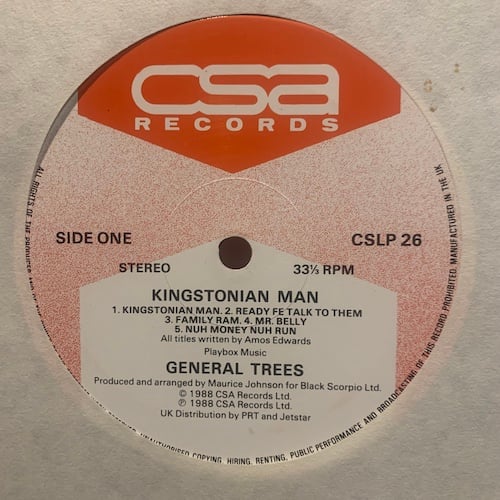 csa
RECORDS
SIDE ONE
CSLP 26
STEREO
33⅓ RPM
KINGSTONIAN MAN
1. KINGSTONIAN MAN. 2. READY FE TALK TO THEM
3. FAMILY RAM. 4. MR. BELLY
5. NUH MONEY NUH RUN
All titles written by Amos Edwards
Playbox Music
GENERAL TREES
Produced and arranged by Maurice Johnson for Black Scorpio Ltd.
© 1988 CSA Records Ltd.
℗ 1988 CSA Records Ltd.
UK Distribution by PRT and Jetstar
ALL RIGHTS OF THE PRODUCER
UNAUTHORISED COPYING, HIRING, RENTING, PUBLIC PERFORMANCE AND BROADCASTING OF THIS RECORD PROHIBITED. MANUFACTURED IN THE UK